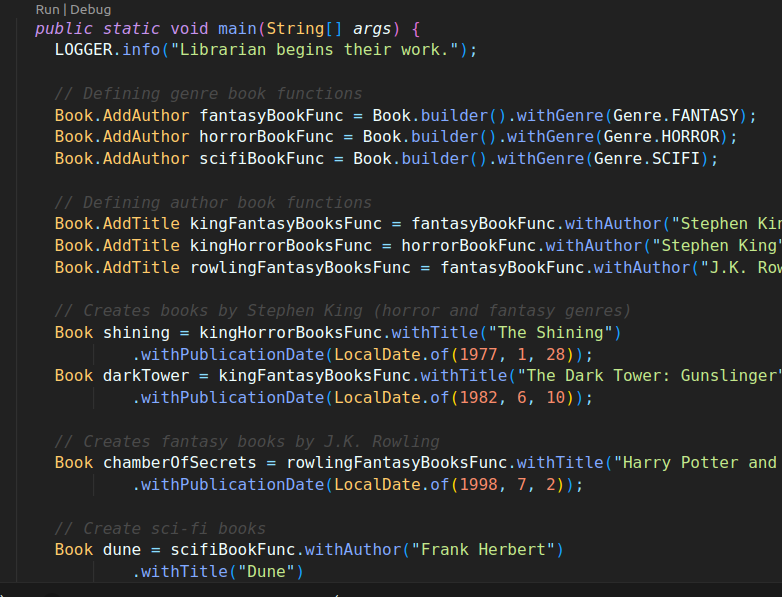 Run | Debug
public static void main(String[] args) {
LOGGER.info("Librarian begins their work.");
// Defining genre book functions
Book.AddAuthor fantasyBookFunc = Book.builder().withGenre(Genre.FANTASY);
Book.AddAuthor horrorBookFunc = Book.builder().withGenre(Genre.HORROR);
Book.AddAuthor scifiBookFunc = Book.builder().withGenre(Genre.SCIFI);
// Defining author book functions
Book.AddTitle kingFantasyBooksFunc = fantasyBookFunc.withAuthor("Stephen Kin
Book.AddTitle kingHorrorBooksFunc = horrorBookFunc.withAuthor("Stephen King"
Book.AddTitle rowlingFantasyBooksFunc = fantasyBookFunc.withAuthor("J.K. Row
// Creates books by Stephen King (horror and fantasy genres)
Book shining = kingHorrorBooksFunc.withTitle("The Shining")
.withPublicationDate(LocalDate.of(1977, 1, 28));
Book darkTower = kingFantasyBooksFunc.withTitle("The Dark Tower: Gunslinger"
.withPublicationDate(LocalDate.of(1982, 6, 10));
// Creates fantasy books by J.K. Rowling
Book chamberOfSecrets = rowlingFantasyBooksFunc.withTitle("Harry Potter and
.withPublicationDate(LocalDate.of(1998, 7, 2));
// Create sci-fi books
Book dune = scifiBookFunc.withAuthor("Frank Herbert")
.withTitle("Dune")